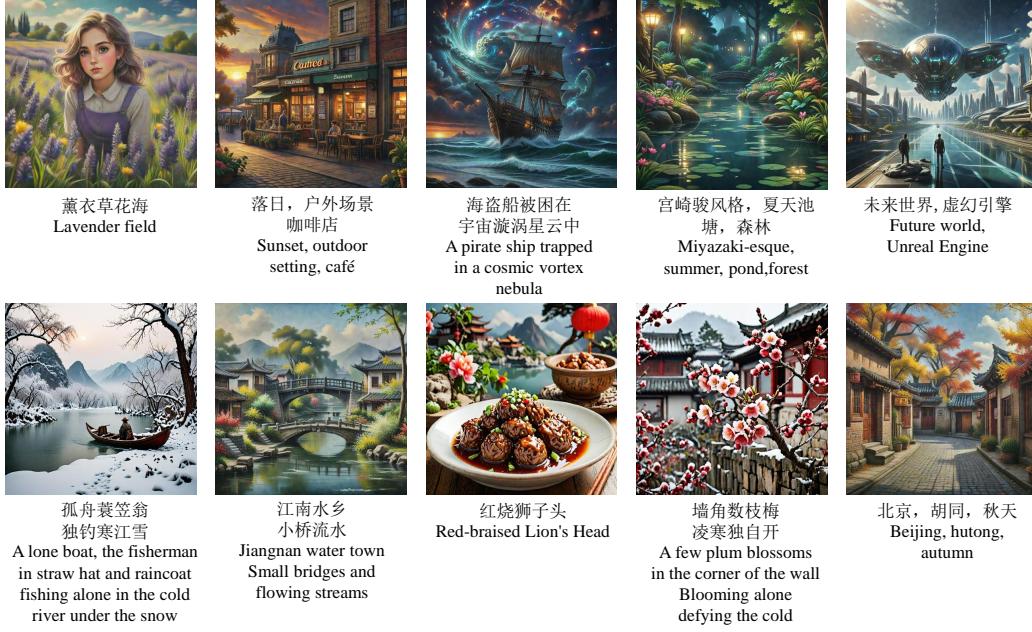 薰衣草花海
Lavender field
落日，户外场景
咖啡店
Sunset, outdoor
setting, café
海盗船被困在
宇宙漩涡星云中
A pirate ship trapped
in a cosmic vortex
nebula
宫崎骏风格，夏天池
塘，森林
Miyazaki-esque,
summer, pond,forest
未来世界, 虚幻引擎
Future world,
Unreal Engine
孤舟蓑笠翁
独钓寒江雪
A lone boat, the fisherman
in straw hat and raincoat
fishing alone in the cold
river under the snow
江南水乡
小桥流水
Jiangnan water town
Small bridges and
flowing streams
红烧狮子头
Red-braised Lion's Head
墙角数枝梅
凌寒独自开
A few plum blossoms
in the corner of the wall
Blooming alone
defying the cold
北京，胡同，秋天
Beijing, hutong,
autumn